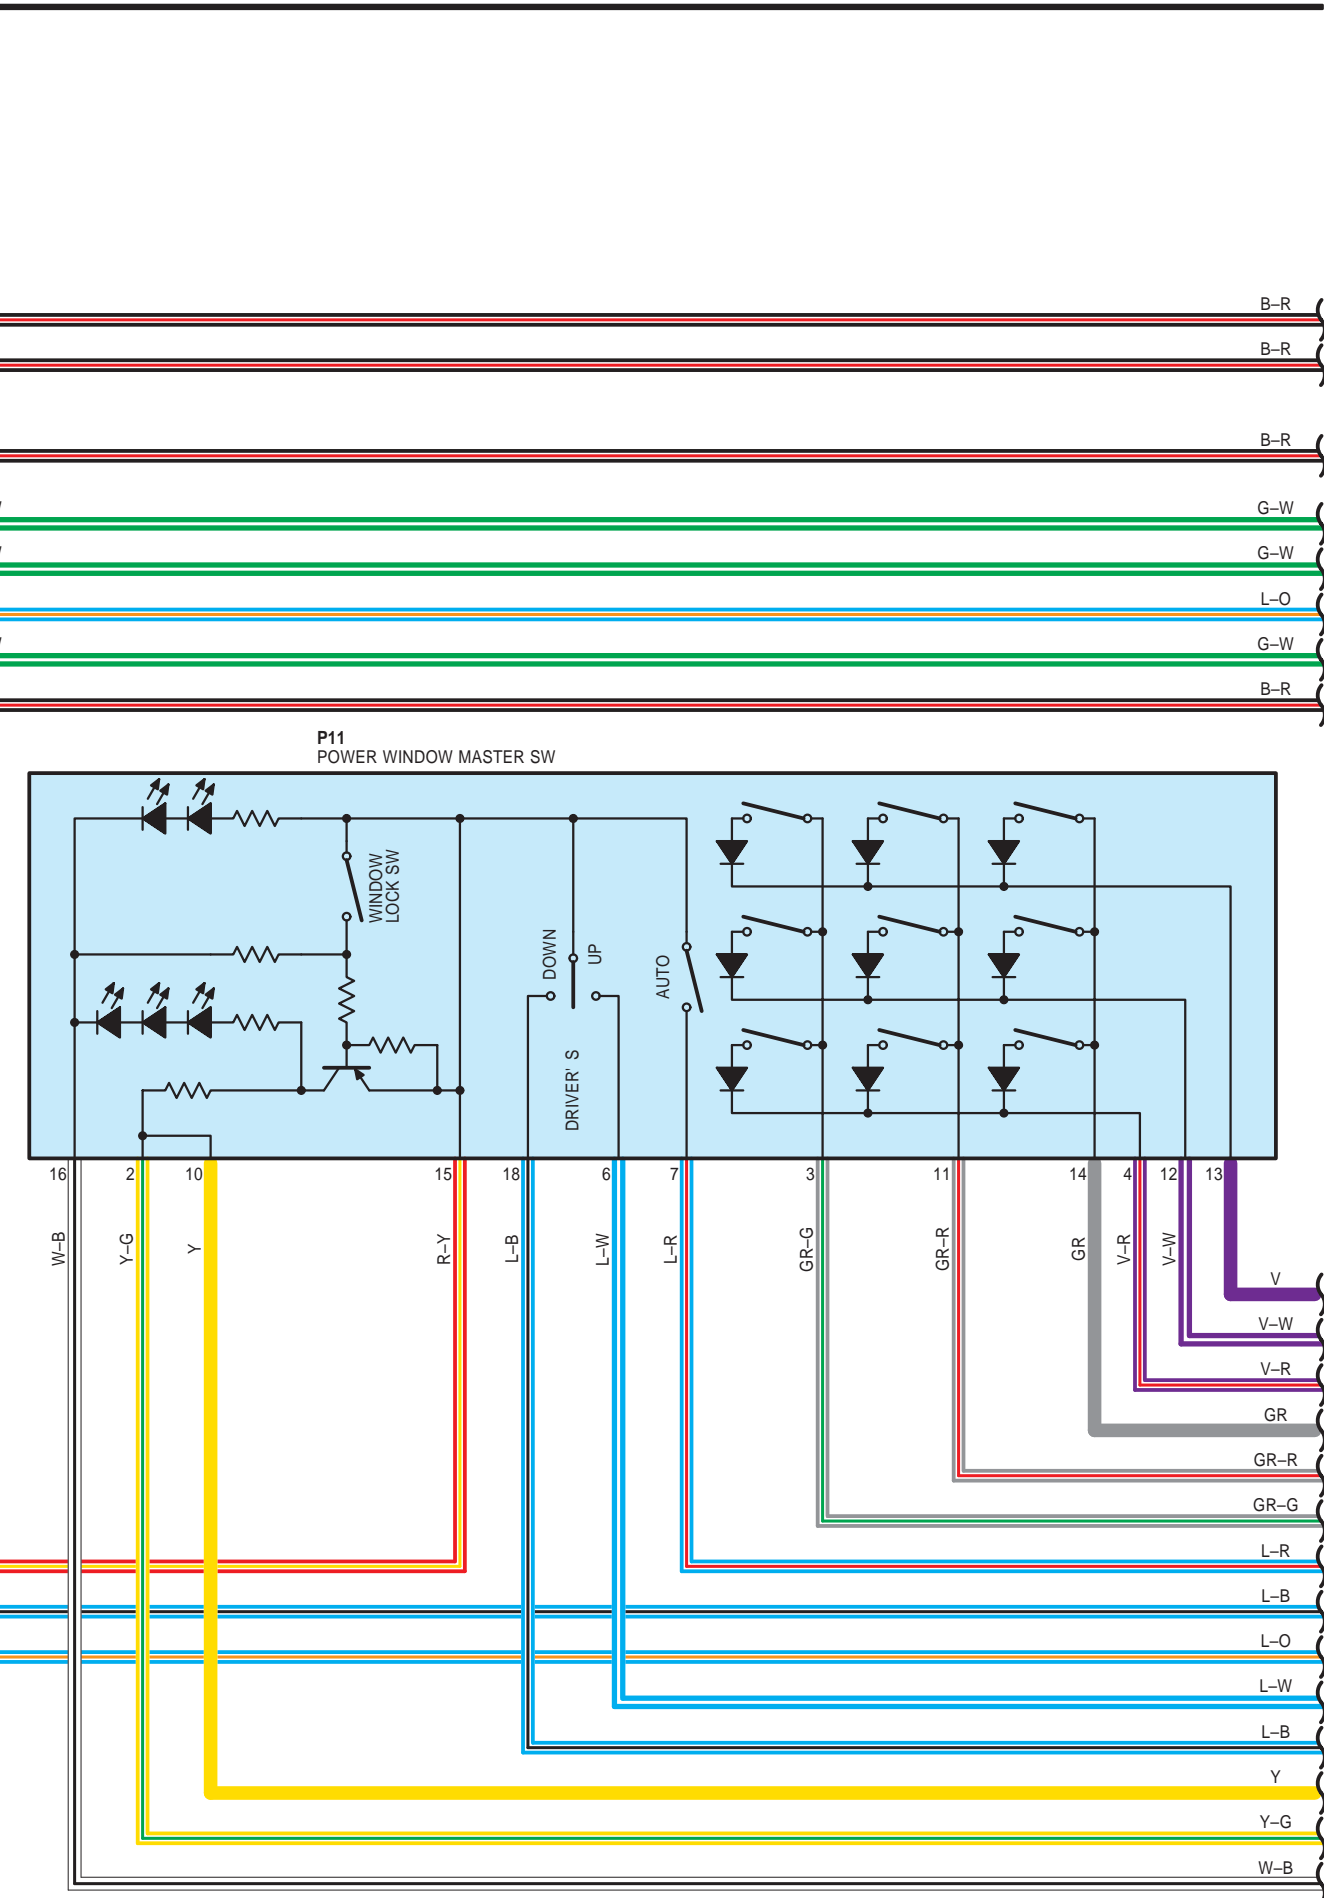 B–R
B–R
B–R
G–W
G–W
L–O
G–W
B–R
P11
POWER WINDOW MASTER SW
WINDOW
LOCK SW
DOWN
UP
AUTO
DRIVER' S
16 2 10 15 18 6 7 3 11 14 4 12 13
W–B Y–G Y R–Y L–B L–W L–R GR–G GR–R GR V–R V–W
V
V–W
V–R
GR
GR–R
GR–G
L–R
L–B
L–O
L–W
L–B
Y
Y–G
W–B